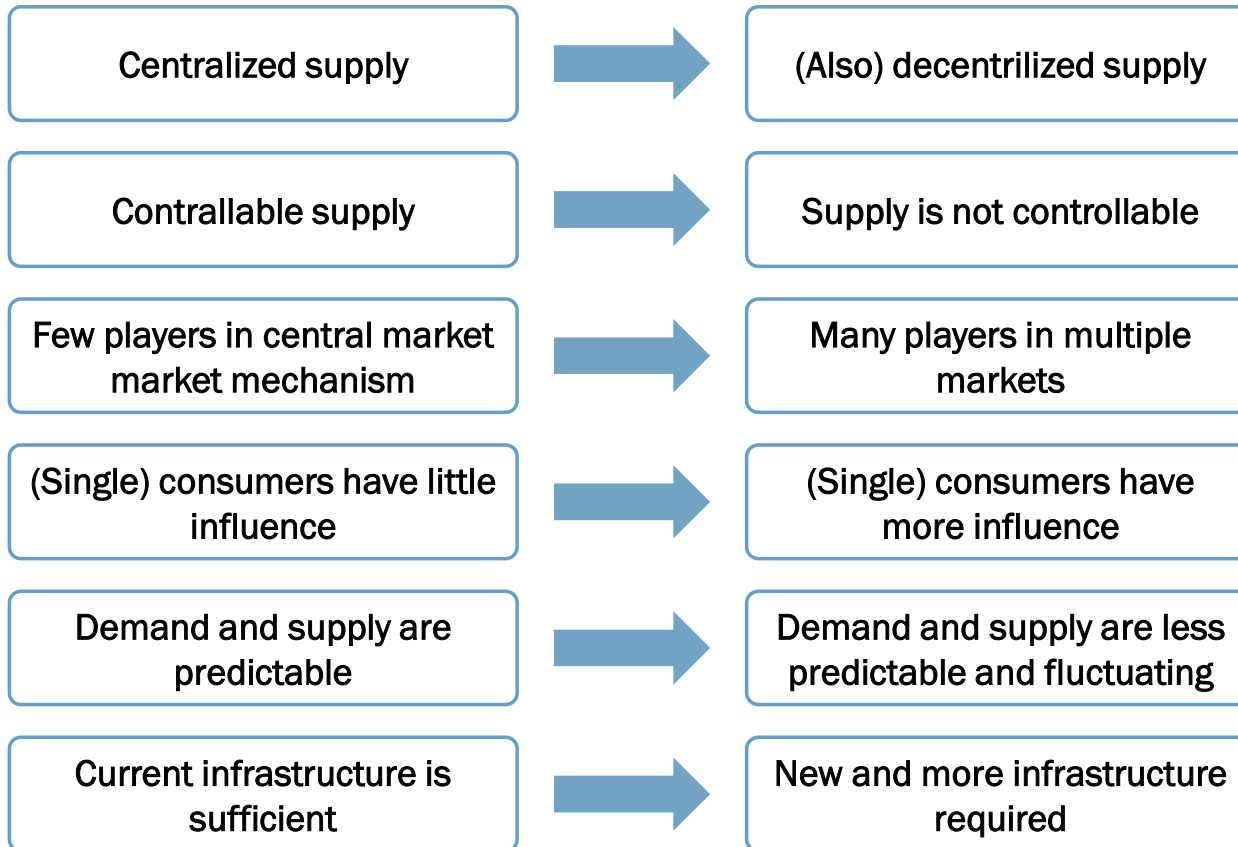 Centralized supply
(Also) decentrilized supply
Contrallable supply
Supply is not controllable
Few players in central market
market mechanism
Many players in multiple
markets
(Single) consumers have little
influence
(Single) consumers have
more influence
Demand and supply are
predictable
Demand and supply are less
predictable and fluctuating
Current infrastructure is
sufficient
New and more infrastructure
required